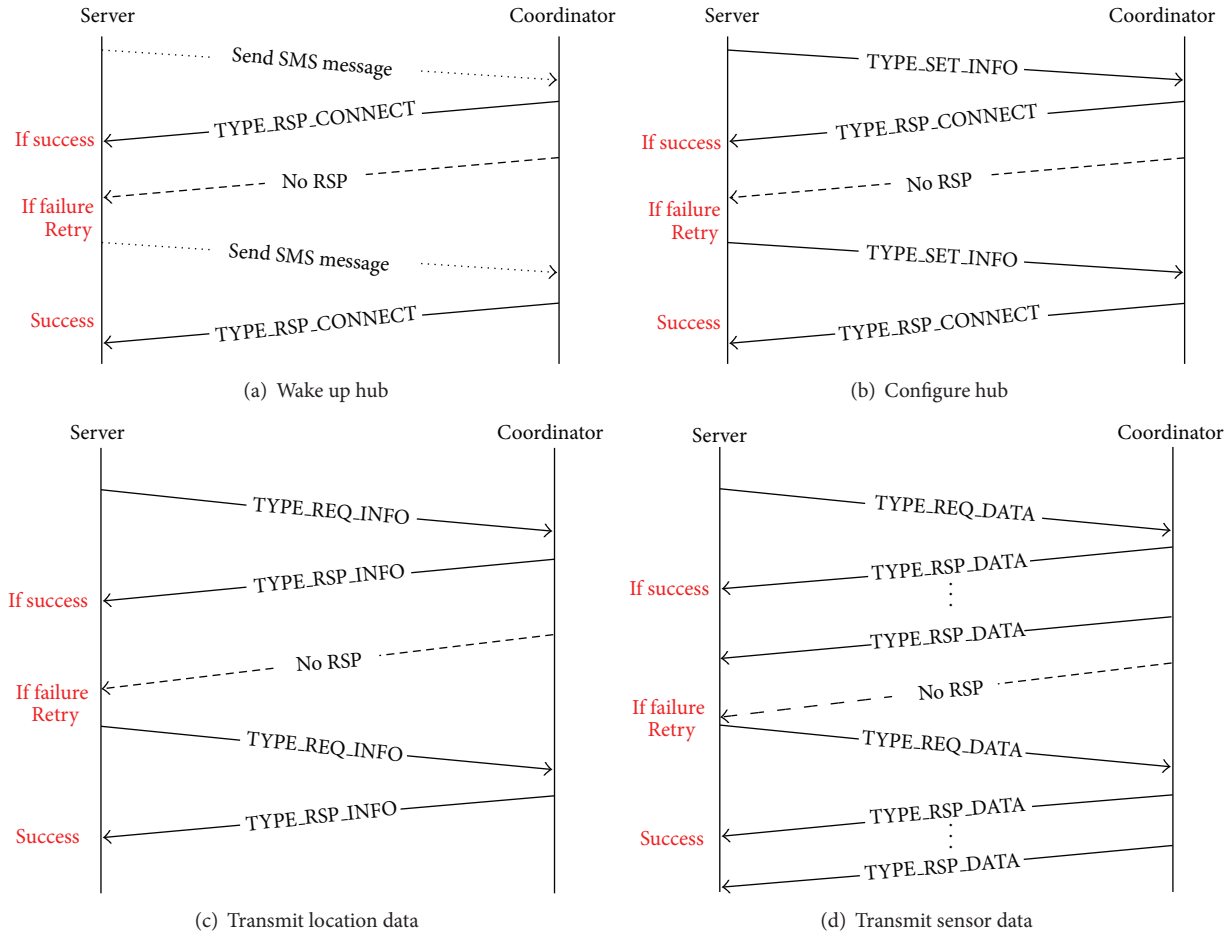 Server
Coordinator
Send SMS message
TYPE_RSP_CONNECT
If success
No RSP
If failure
Retry
Send SMS message
TYPE_RSP_CONNECT
Success
(a) Wake up hub
Server
Coordinator
TYPE_SET_INFO
TYPE_RSP_CONNECT
If success
No RSP
If failure
Retry
TYPE_SET_INFO
TYPE_RSP_CONNECT
Success
(b) Configure hub
Server
Coordinator
TYPE_REQ_INFO
TYPE_RSP_INFO
If success
No RSP
If failure
Retry
TYPE_REQ_INFO
TYPE_RSP_INFO
Success
(c) Transmit location data
Server
Coordinator
TYPE_REQ_DATA
TYPE_RSP_DATA
If success
TYPE_RSP_DATA
No RSP
If failure
Retry
TYPE_REQ_DATA
TYPE_RSP_DATA
Success
TYPE_RSP_DATA
(d) Transmit sensor data